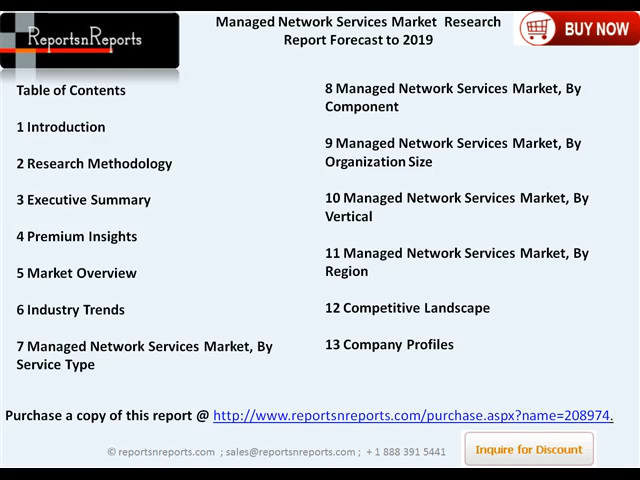 ReportsnReports
Managed Network Services Market Research
Report Forecast to 2019
BUY NOW
Table of Contents
1 Introduction
2 Research Methodology
3 Executive Summary
4 Premium Insights
5 Market Overview
6 Industry Trends
7 Managed Network Services Market, By
Service Type
8 Managed Network Services Market, By
Component
9 Managed Network Services Market, By
Organization Size
10 Managed Network Services Market, By
Vertical
11 Managed Network Services Market, By
Region
12 Competitive Landscape
13 Company Profiles
Purchase a copy of this report @ http://www.reportsnreports.com/purchase.aspx?name=208974.
© reportsnreports.com ; sales@reportsnreports.com ; + 1 888 391 5441
Inquire for Discount